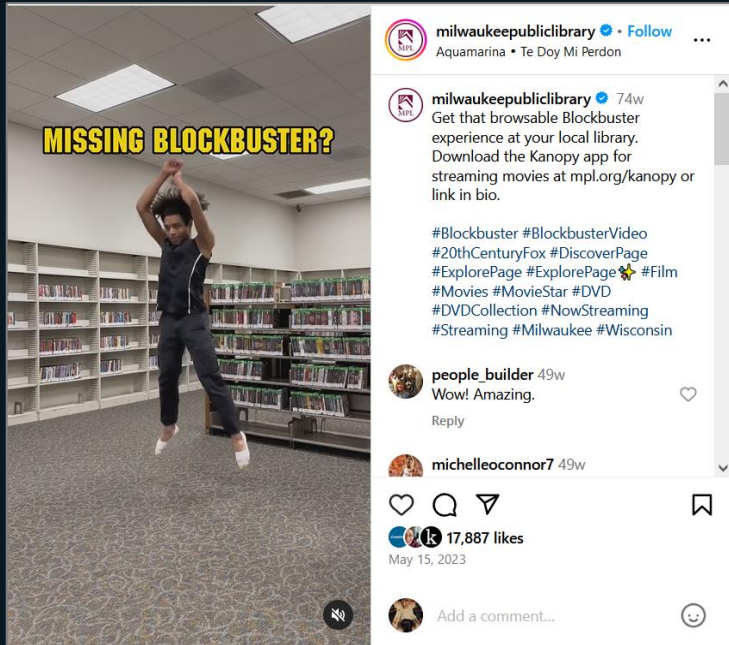 MISSING BLOCKBUSTER?
milwaukeepubliclibrary • Follow
Aquamarina • Te Doy Mi Perdon
MPL
milwaukeepubliclibrary 74w
Get that browsable Blockbuster
experience at your local library.
Download the Kanopy app for
streaming movies at mpl.org/kanopy or
link in bio.
#Blockbuster #BlockbusterVideo
#20thCenturyFox #DiscoverPage
#ExplorePage #ExplorePage✨ #Film
#Movies #MovieStar #DVD
#DVDCollection #NowStreaming
#Streaming #Milwaukee #Wisconsin
MPL
people_builder 49w
Wow! Amazing.
Reply
michelleoconnor7 49w
k
17,887 likes
May 15, 2023
Add a comment...